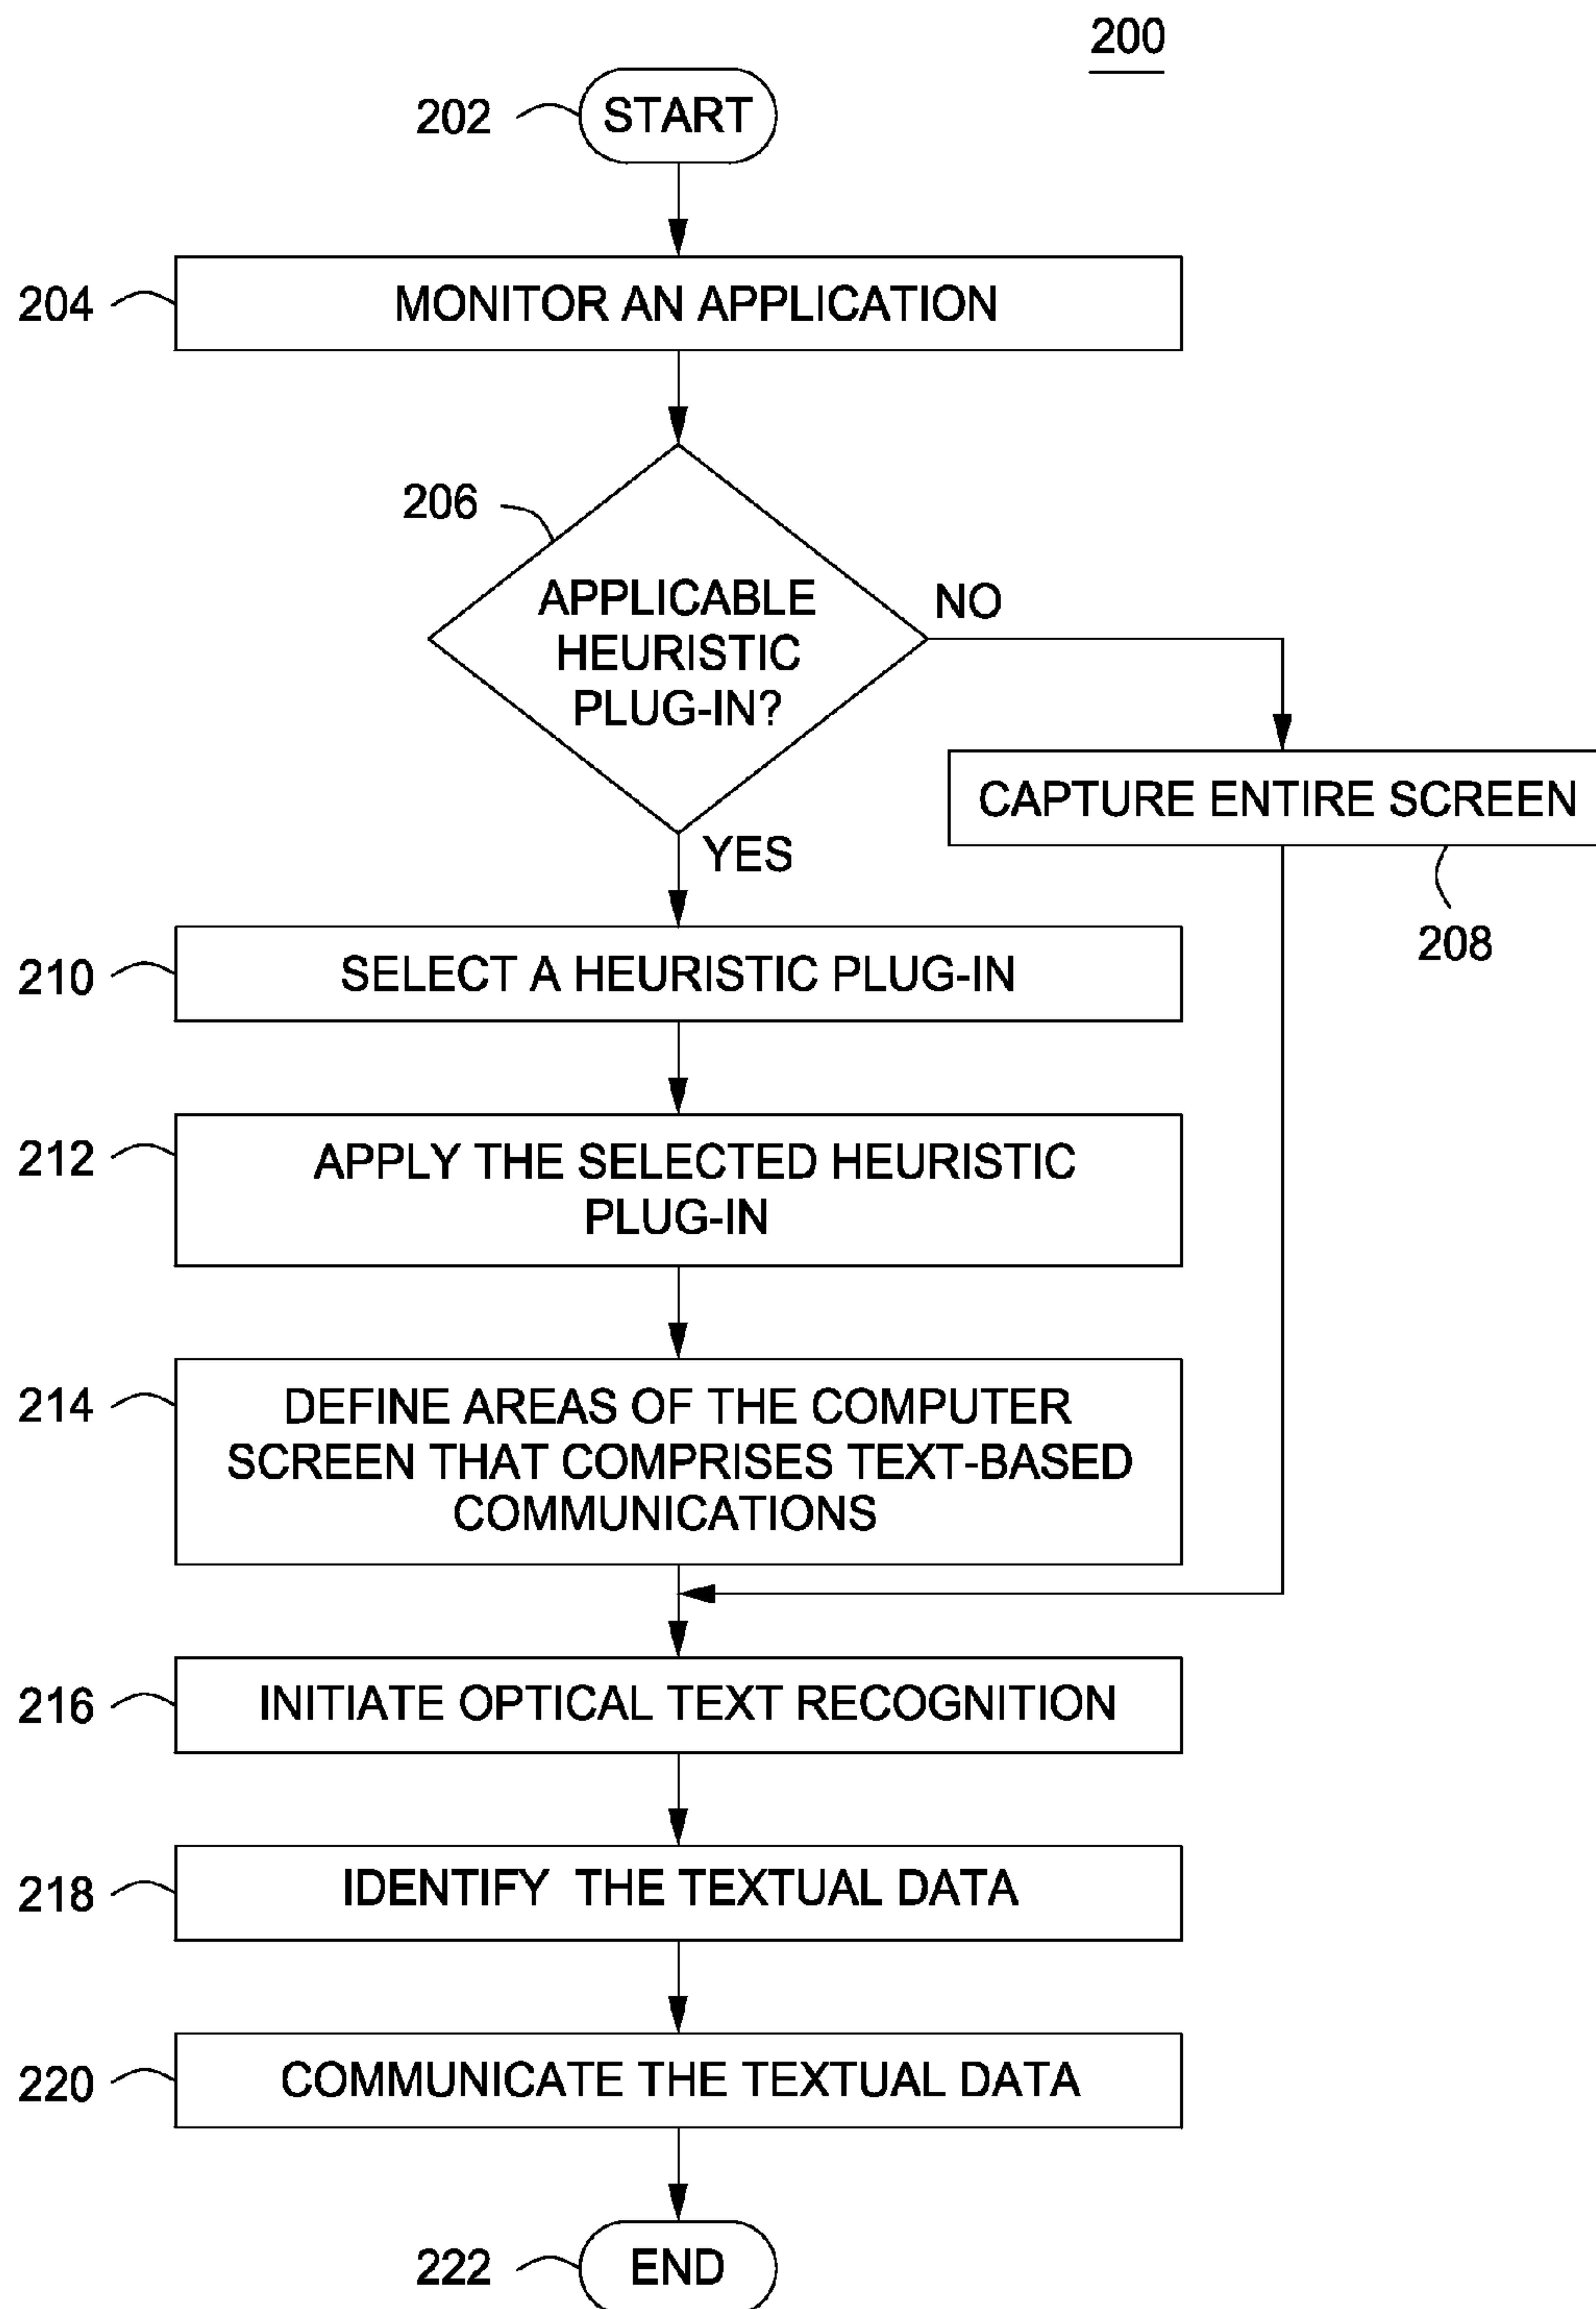 200
202
START
204
MONITOR AN APPLICATION
206
APPLICABLE
HEURISTIC
PLUG-IN?
NO
CAPTURE ENTIRE SCREEN
208
YES
210
SELECT A HEURISTIC PLUG-IN
212
APPLY THE SELECTED HEURISTIC
PLUG-IN
214
DEFINE AREAS OF THE COMPUTER
SCREEN THAT COMPRISES TEXT-BASED
COMMUNICATIONS
216
INITIATE OPTICAL TEXT RECOGNITION
218
IDENTIFY THE TEXTUAL DATA
220
COMMUNICATE THE TEXTUAL DATA
222
END